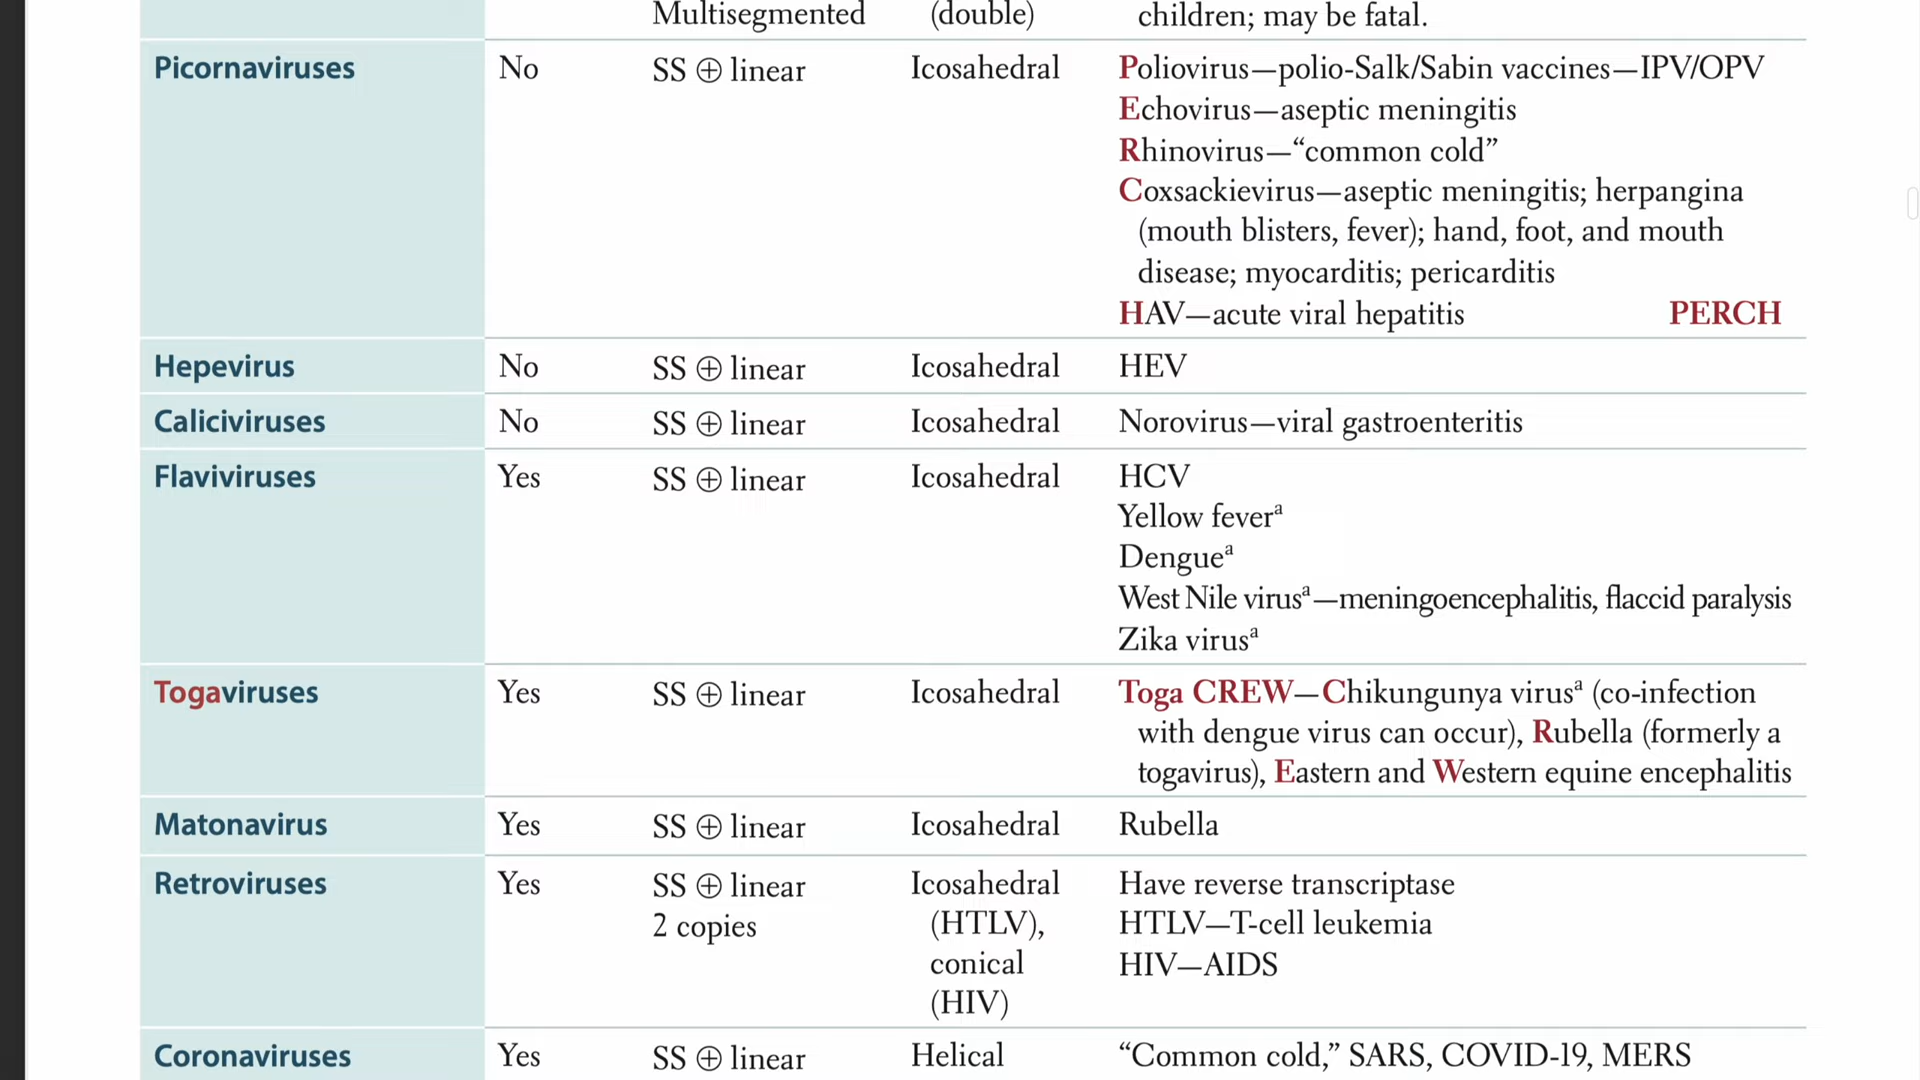 Multisegmented (double) children; may be fatal.
Picornaviruses No SS ⊕ linear Icosahedral Poliovirus—polio-Salk/Sabin vaccines—IPV/OPV
Echovirus—aseptic meningitis
Rhinovirus—“common cold”
Coxsackievirus—aseptic meningitis; herpangina
(mouth blisters, fever); hand, foot, and mouth
disease; myocarditis; pericarditis
HAV—acute viral hepatitis PERCH
Hepevirus No SS ⊕ linear Icosahedral HEV
Caliciviruses No SS ⊕ linear Icosahedral Norovirus—viral gastroenteritis
Flaviviruses Yes SS ⊕ linear Icosahedral HCV
Yellow feverᵃ
Dengueᵃ
West Nile virusᵃ—meningoencephalitis, flaccid paralysis
Zika virusᵃ
Togaviruses Yes SS ⊕ linear Icosahedral Toga CREW—Chikungunya virusᵃ (co-infection
with dengue virus can occur), Rubella (formerly a
togavirus), Eastern and Western equine encephalitis
Matonavirus Yes SS ⊕ linear Icosahedral Rubella
Retroviruses Yes SS ⊕ linear Icosahedral Have reverse transcriptase
2 copies (HTLV), HTLV—T-cell leukemia
conical HIV—AIDS
(HIV)
Coronaviruses Yes SS ⊕ linear Helical “Common cold,” SARS, COVID-19, MERS